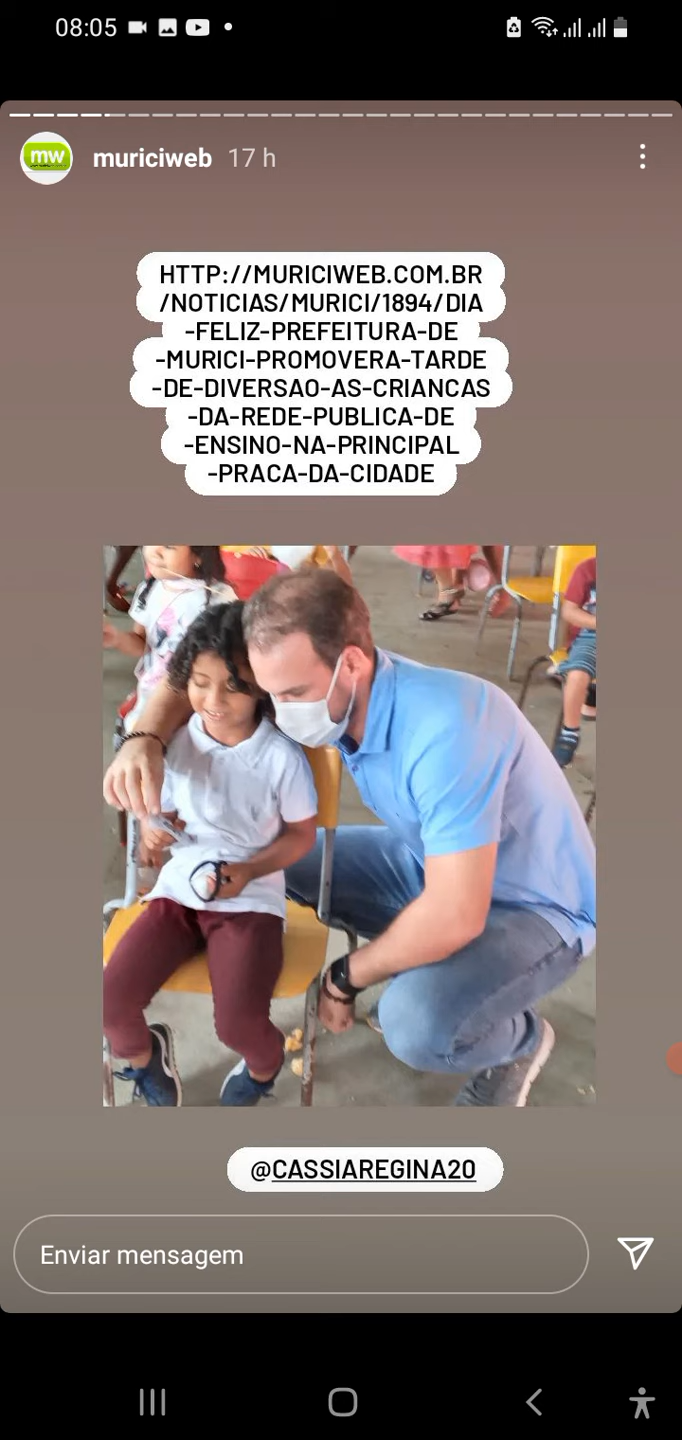 08:05
mw
muriciweb 17 h
HTTP://MURICIWEB.COM.BR
/NOTICIAS/MURICI/1894/DIA
-FELIZ-PREFEITURA-DE
-MURICI-PROMOVERA-TARDE
-DE-DIVERSAO-AS-CRIANCAS
-DA-REDE-PUBLICA-DE
-ENSINO-NA-PRINCIPAL
-PRACA-DA-CIDADE
@CASSIAREGINA20
Enviar mensagem